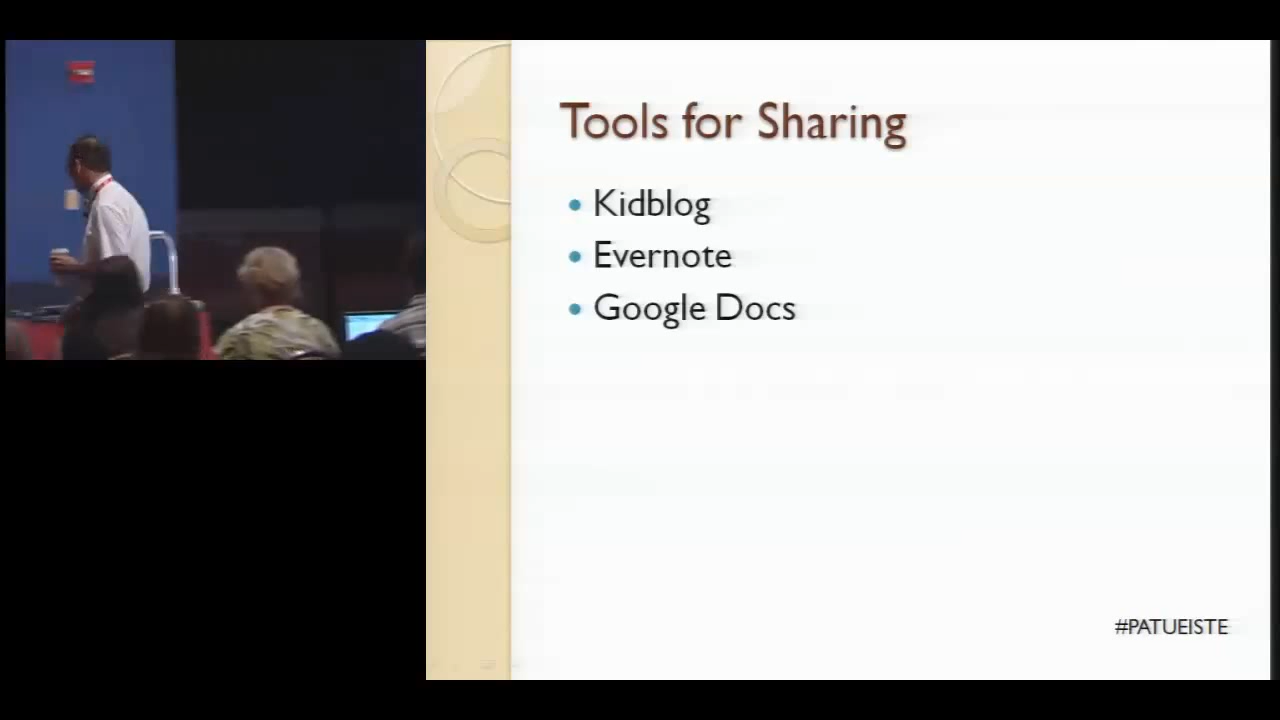 Tools for Sharing
• Kidblog
• Evernote
• Google Docs
#PATUEISTE